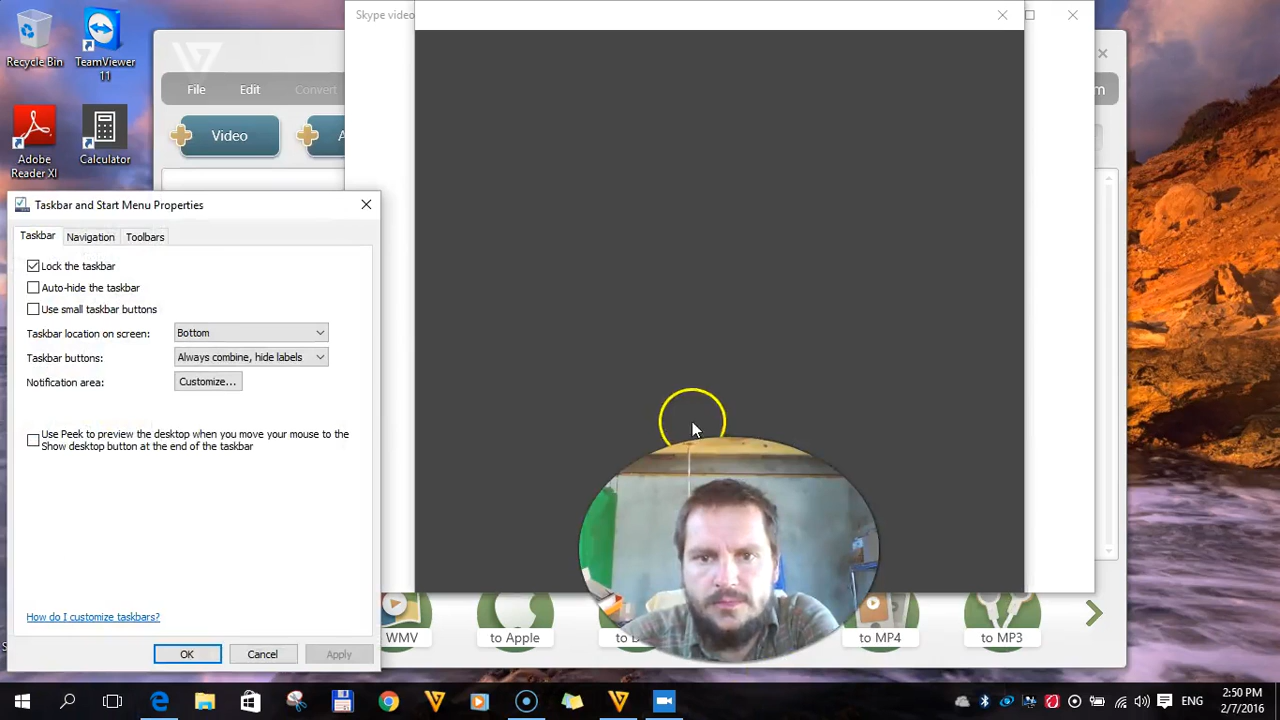 Recycle Bin
TeamViewer
11
Adobe
Reader XI
Calculator
Skype video
File
Edit
Convert
Video
A
m
Taskbar and Start Menu Properties
Taskbar
Navigation
Toolbars
Lock the taskbar
Auto-hide the taskbar
Use small taskbar buttons
Taskbar location on screen:
Bottom
Taskbar buttons:
Always combine, hide labels
Notification area:
Customize...
Use Peek to preview the desktop when you move your mouse to the
Show desktop button at the end of the taskbar
How do I customize taskbars?
OK
Cancel
Apply
WMV
to Apple
to D
to MP4
to MP3
ENG
2:50 PM
2/7/2016